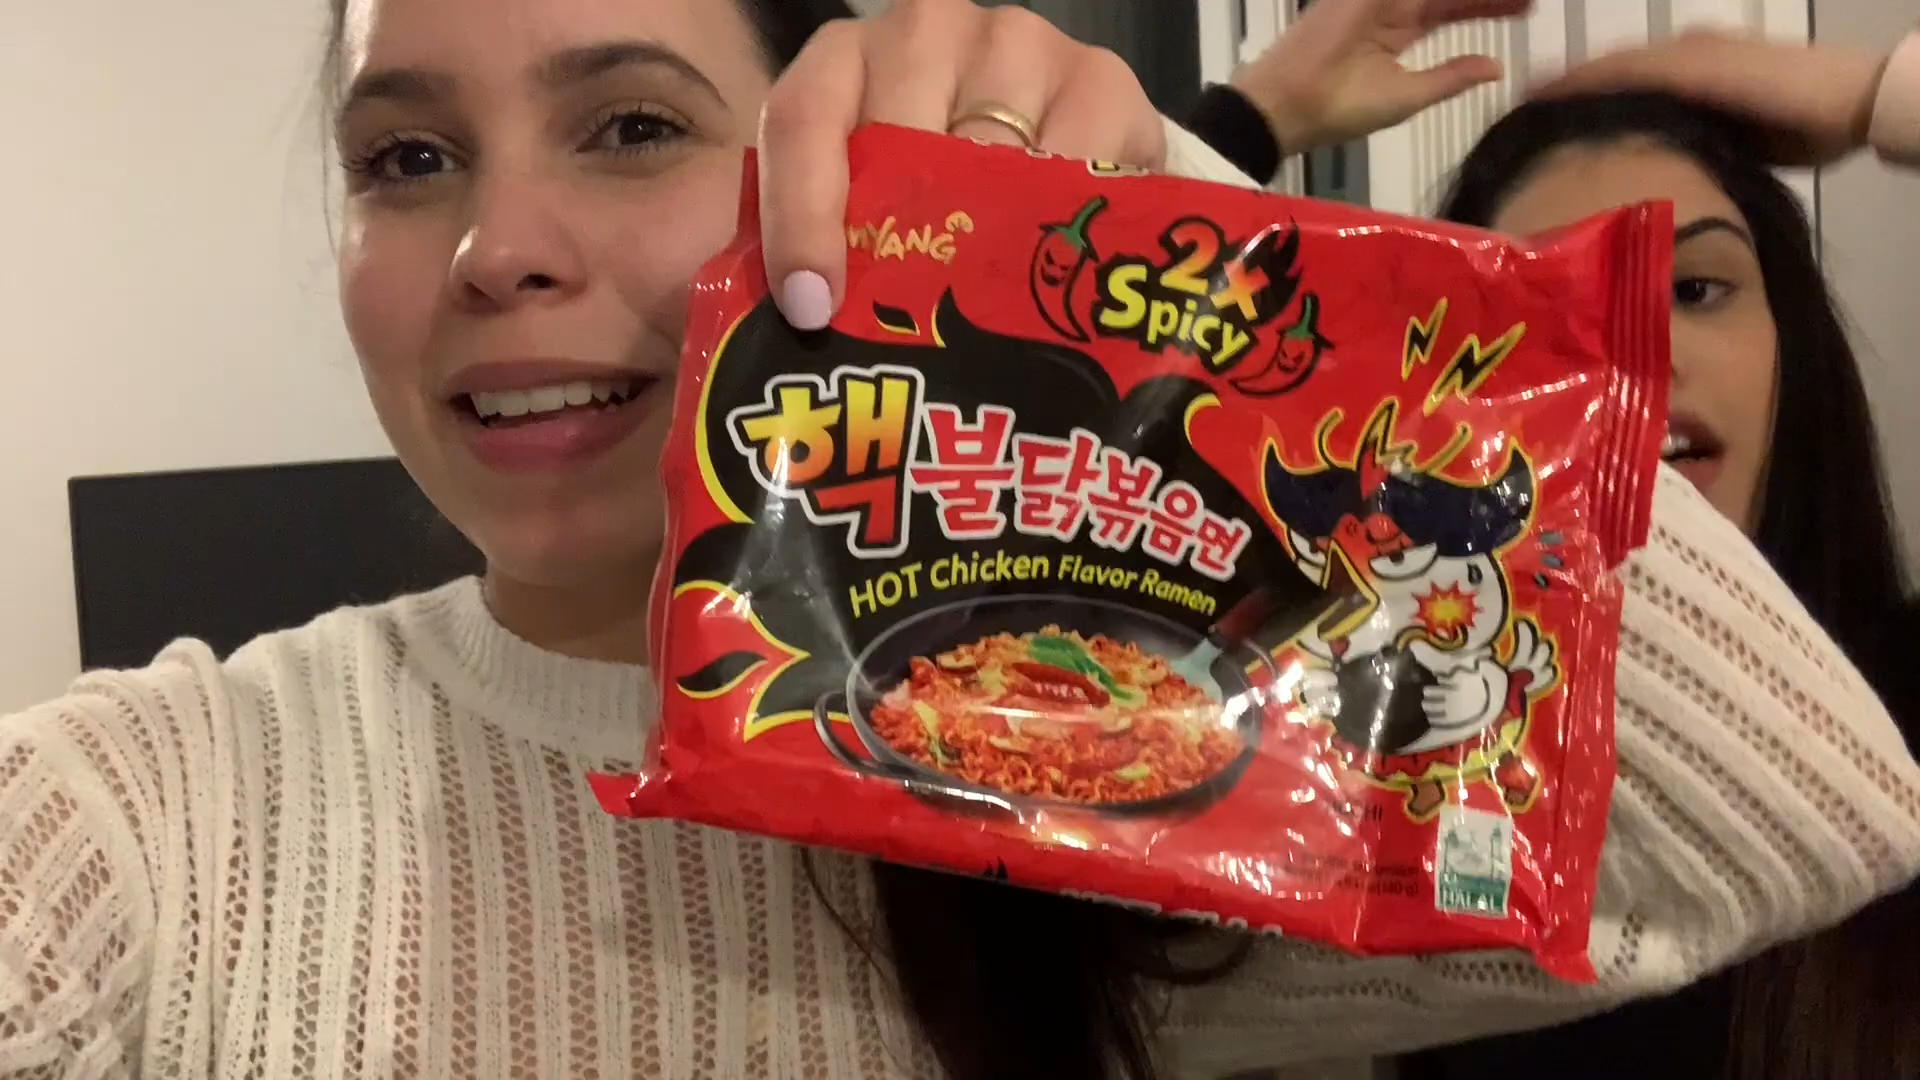 YANG
2x
Spicy
핵불닭볶음면
HOT Chicken Flavor Ramen
HALAL